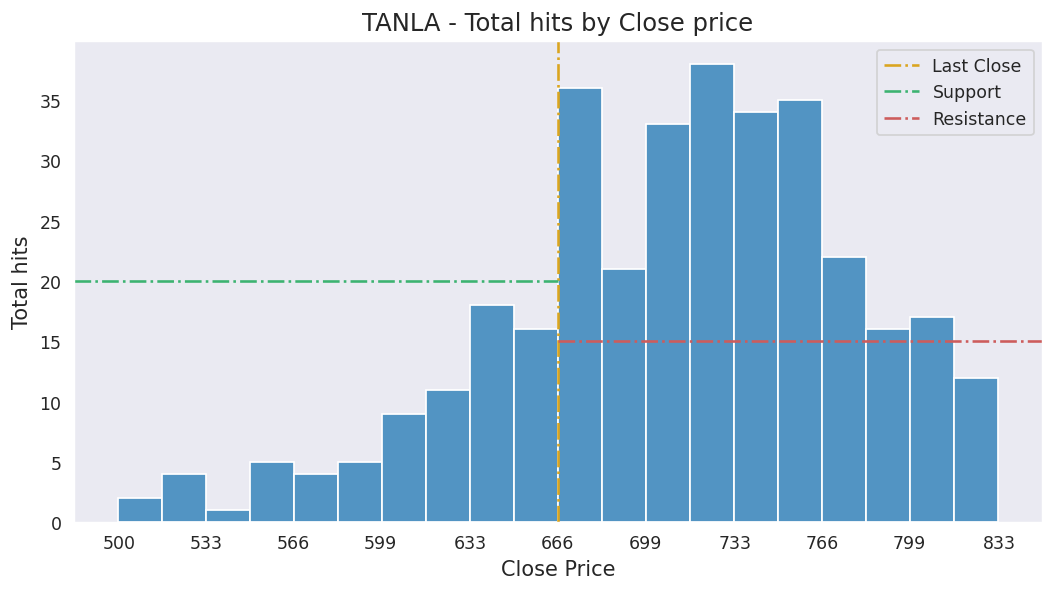 TANLA - Total hits by Close price
Last Close
Support
Resistance
Total hits
35
30
25
20
15
10
5
0
500 533 566 599 633 666 699 733 766 799 833
Close Price